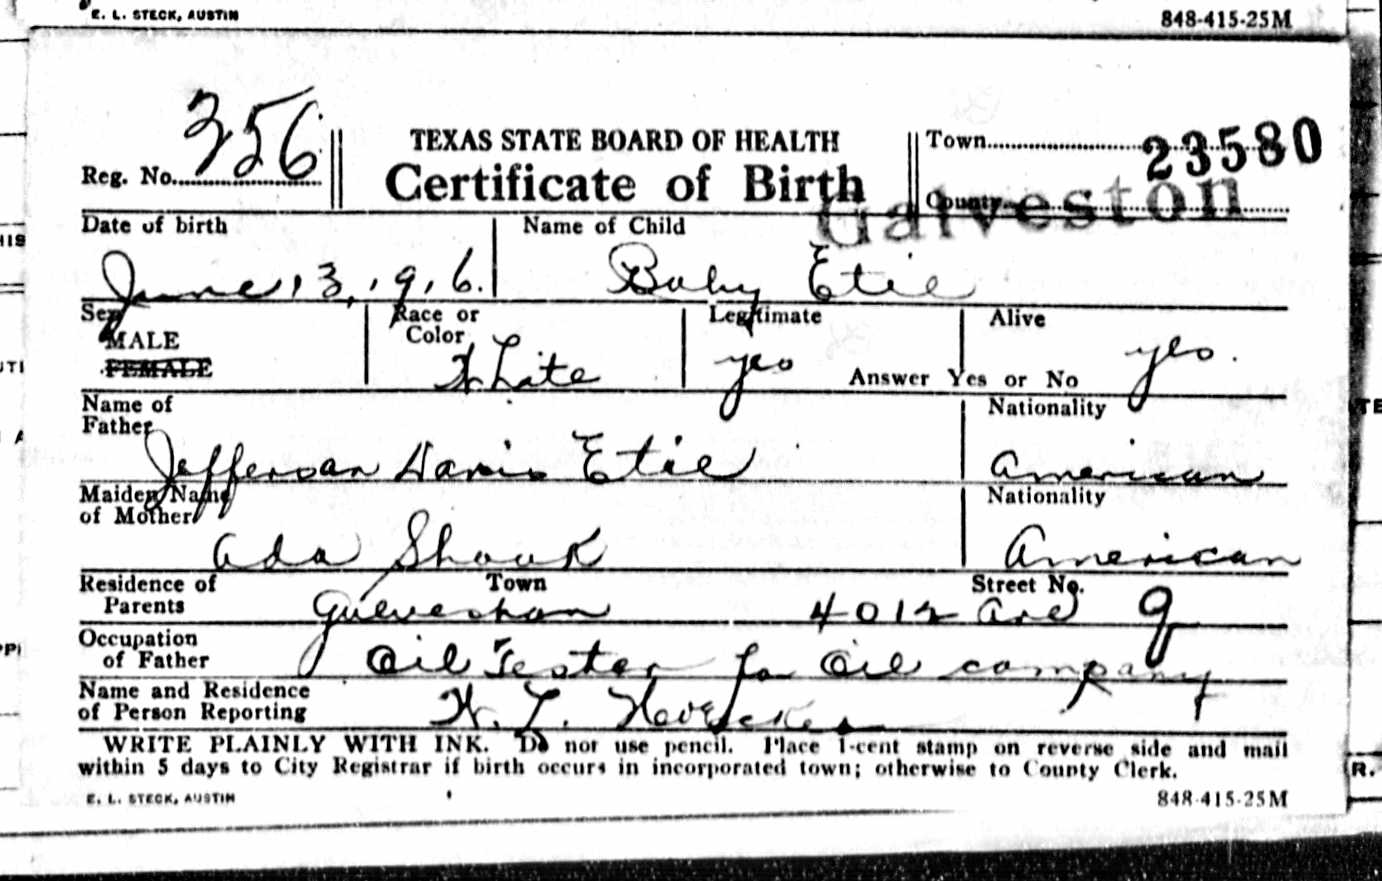 E. L. STECK, AUSTIN 848-415-25M
Reg. No. 356
TEXAS STATE BOARD OF HEALTH
Certificate of Birth
Town
23580
County
Galveston
Date of birth Name of Child
June, 3, 1916. Baby Etie
Sex Race or Legitimate Alive
MALE Color
FEMALE White yes Answer Yes or No yes.
Name of Nationality
Father
Jefferson Davis Etie American
Maiden Name Nationality
of Mother
Ada Shook American
Residence of Town Street No.
Parents Galveston 4012 Ave Q
Occupation
of Father Oil Tester for Oil company
Name and Residence
of Person Reporting
WRITE PLAINLY WITH INK. Do not use pencil. Place 1-cent stamp on reverse side and mail
within 5 days to City Registrar if birth occurs in incorporated town; otherwise to County Clerk.
E. L. STECK, AUSTIN 848-415-25M